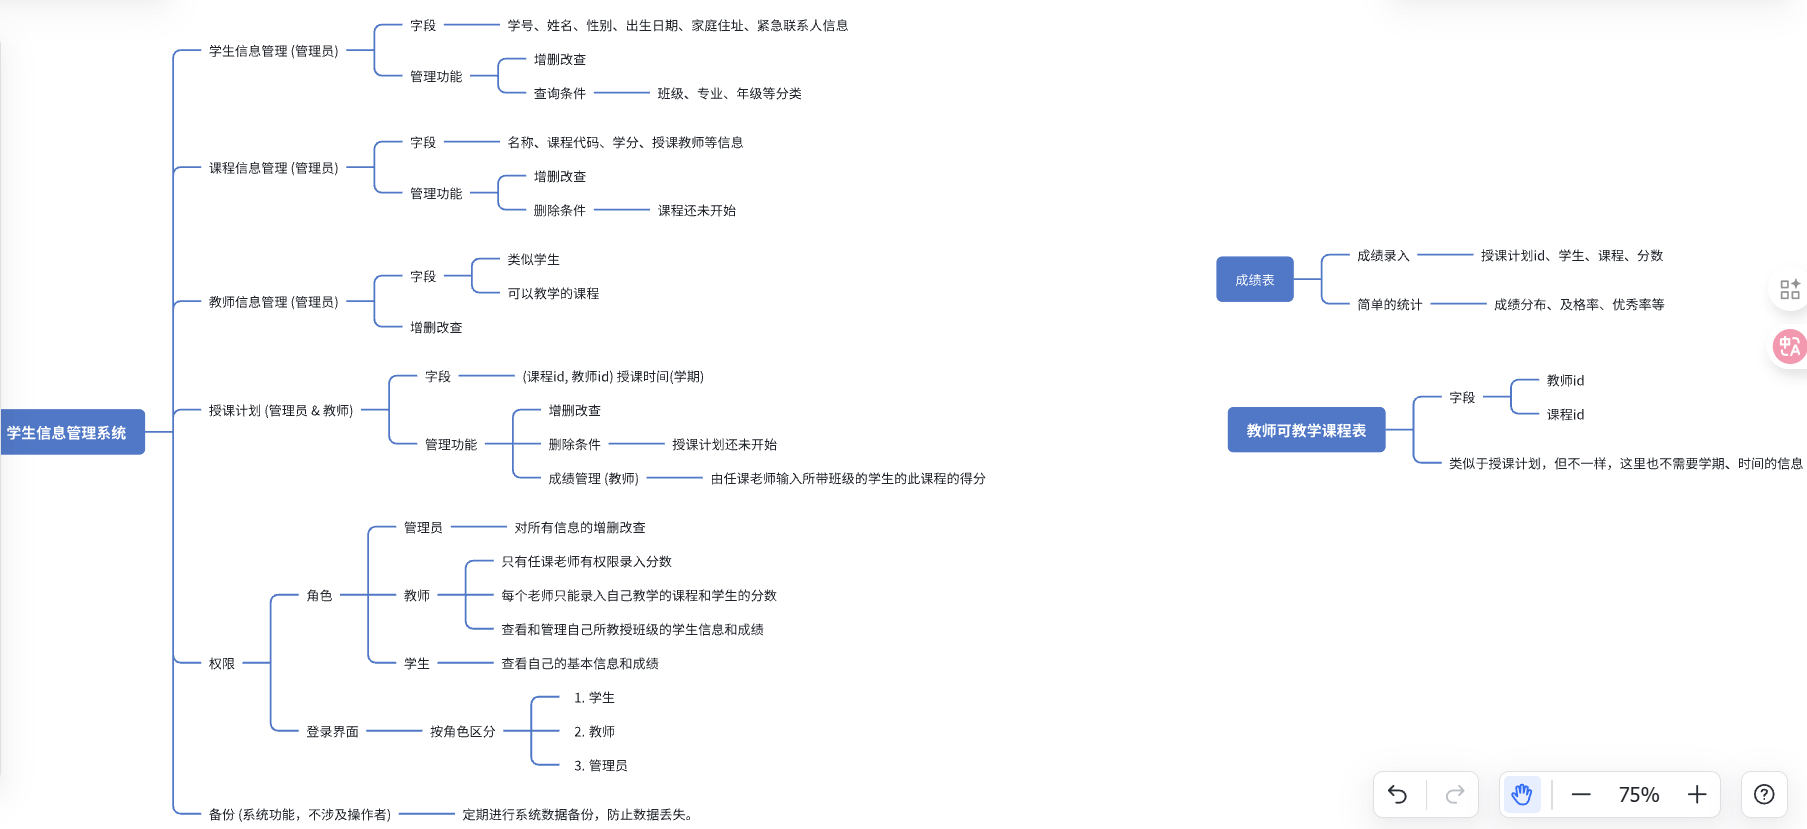 学生信息管理系统
学生信息管理 (管理员)
字段
学号、姓名、性别、出生日期、家庭住址、紧急联系人信息
管理功能
增删改查
查询条件
班级、专业、年级等分类
课程信息管理 (管理员)
字段
名称、课程代码、学分、授课教师等信息
管理功能
增删改查
删除条件
课程还未开始
教师信息管理 (管理员)
字段
类似学生
可以教学的课程
增删改查
授课计划 (管理员 & 教师)
字段
(课程id, 教师id) 授课时间(学期)
管理功能
增删改查
删除条件
授课计划还未开始
成绩管理 (教师)
由任课老师输入所带班级的学生的此课程的得分
权限
角色
管理员
对所有信息的增删改查
教师
只有任课老师有权限录入分数
每个老师只能录入自己教学的课程和学生的分数
查看和管理自己所教授班级的学生信息和成绩
学生
查看自己的基本信息和成绩
登录界面
按角色区分
1. 学生
2. 教师
3. 管理员
备份 (系统功能，不涉及操作者)
定期进行系统数据备份，防止数据丢失。
成绩表
成绩录入
授课计划id、学生、课程、分数
简单的统计
成绩分布、及格率、优秀率等
教师可教学课程表
字段
教师id
课程id
类似于授课计划，但不一样，这里也不需要学期、时间的信息
中A
75%